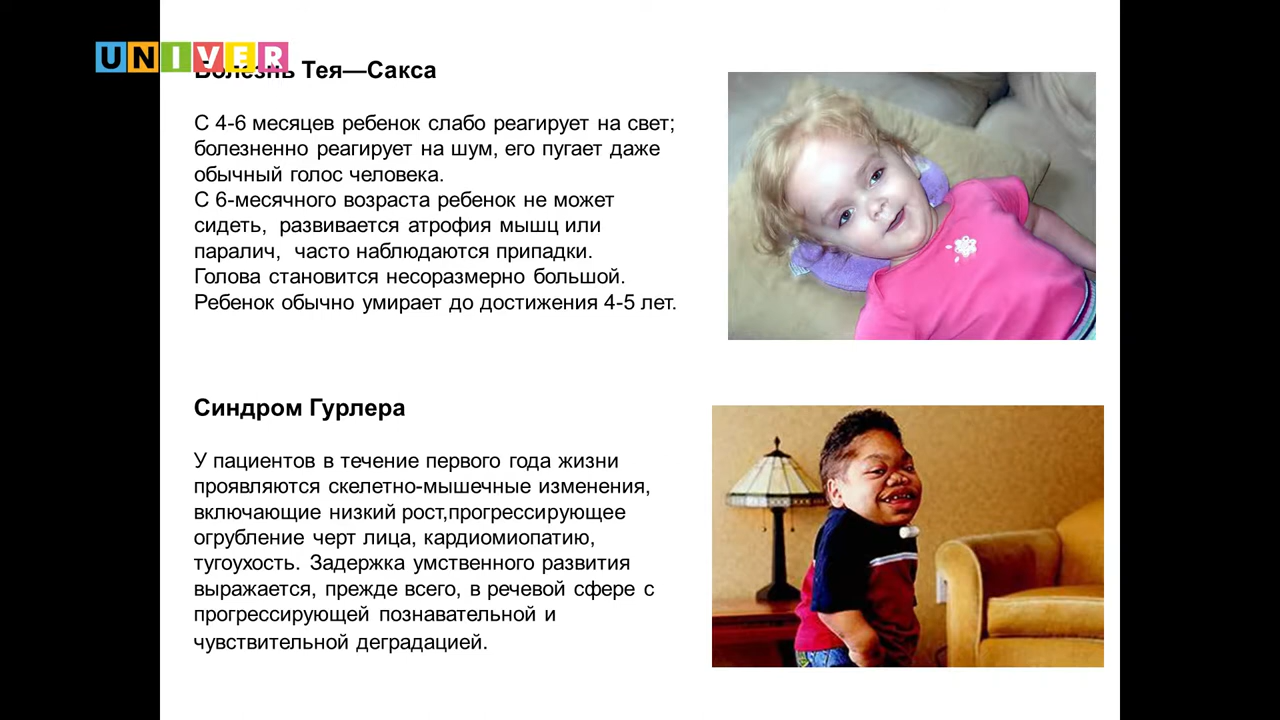 UNIVER
Болезнь Тея—Сакса
С 4-6 месяцев ребенок слабо реагирует на свет;
болезненно реагирует на шум, его пугает даже
обычный голос человека.
С 6-месячного возраста ребенок не может
сидеть, развивается атрофия мышц или
паралич, часто наблюдаются припадки.
Голова становится несоразмерно большой.
Ребенок обычно умирает до достижения 4-5 лет.
Синдром Гурлера
У пациентов в течение первого года жизни
проявляются скелетно-мышечные изменения,
включающие низкий рост,прогрессирующее
огрубление черт лица, кардиомиопатию,
тугоухость. Задержка умственного развития
выражается, прежде всего, в речевой сфере с
прогрессирующей познавательной и
чувствительной деградацией.